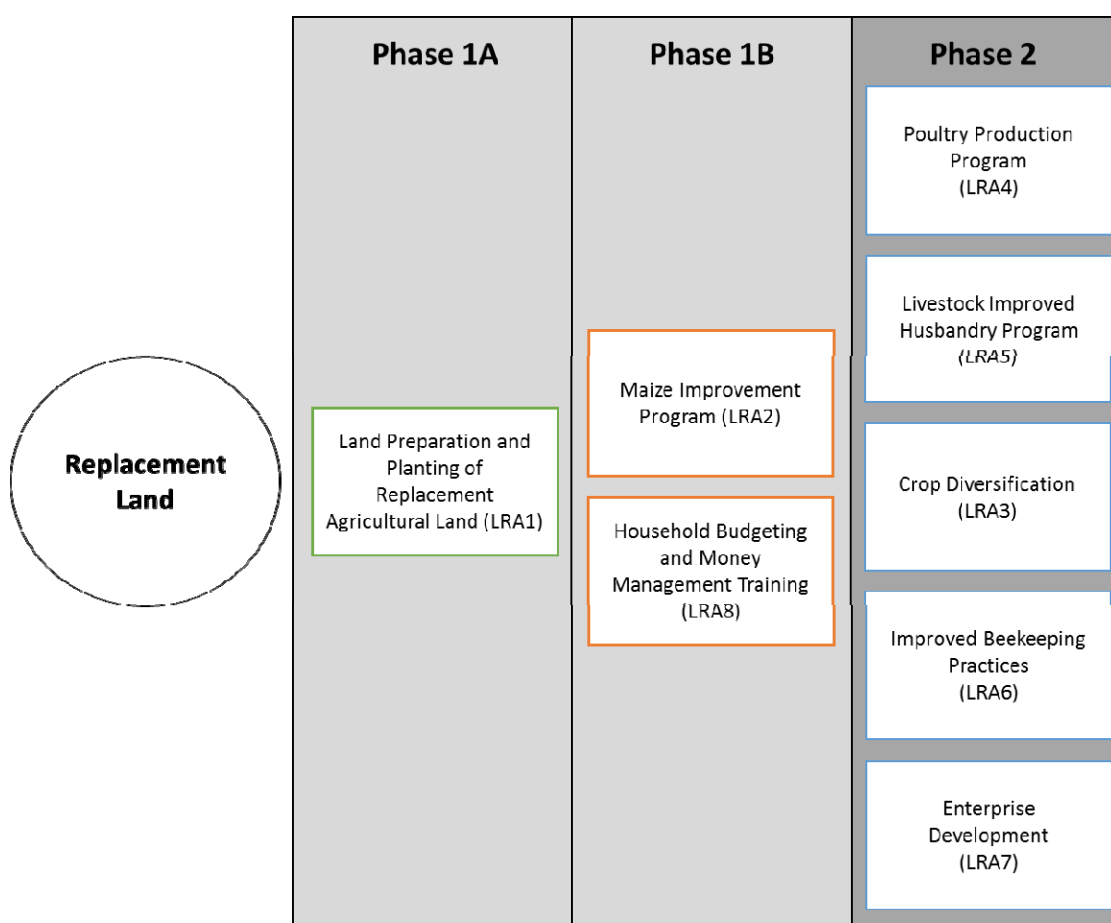 Replacement
Land
Phase 1A
Land Preparation and
Planting of
Replacement
Agricultural Land (LRA1)
Phase 1B
Maize Improvement
Program (LRA2)
Household Budgeting
and Money
Management Training
(LRA8)
Phase 2
Poultry Production
Program
(LRA4)
Livestock Improved
Husbandry Program
(LRA5)
Crop Diversification
(LRA3)
Improved Beekeeping
Practices
(LRA6)
Enterprise
Development
(LRA7)